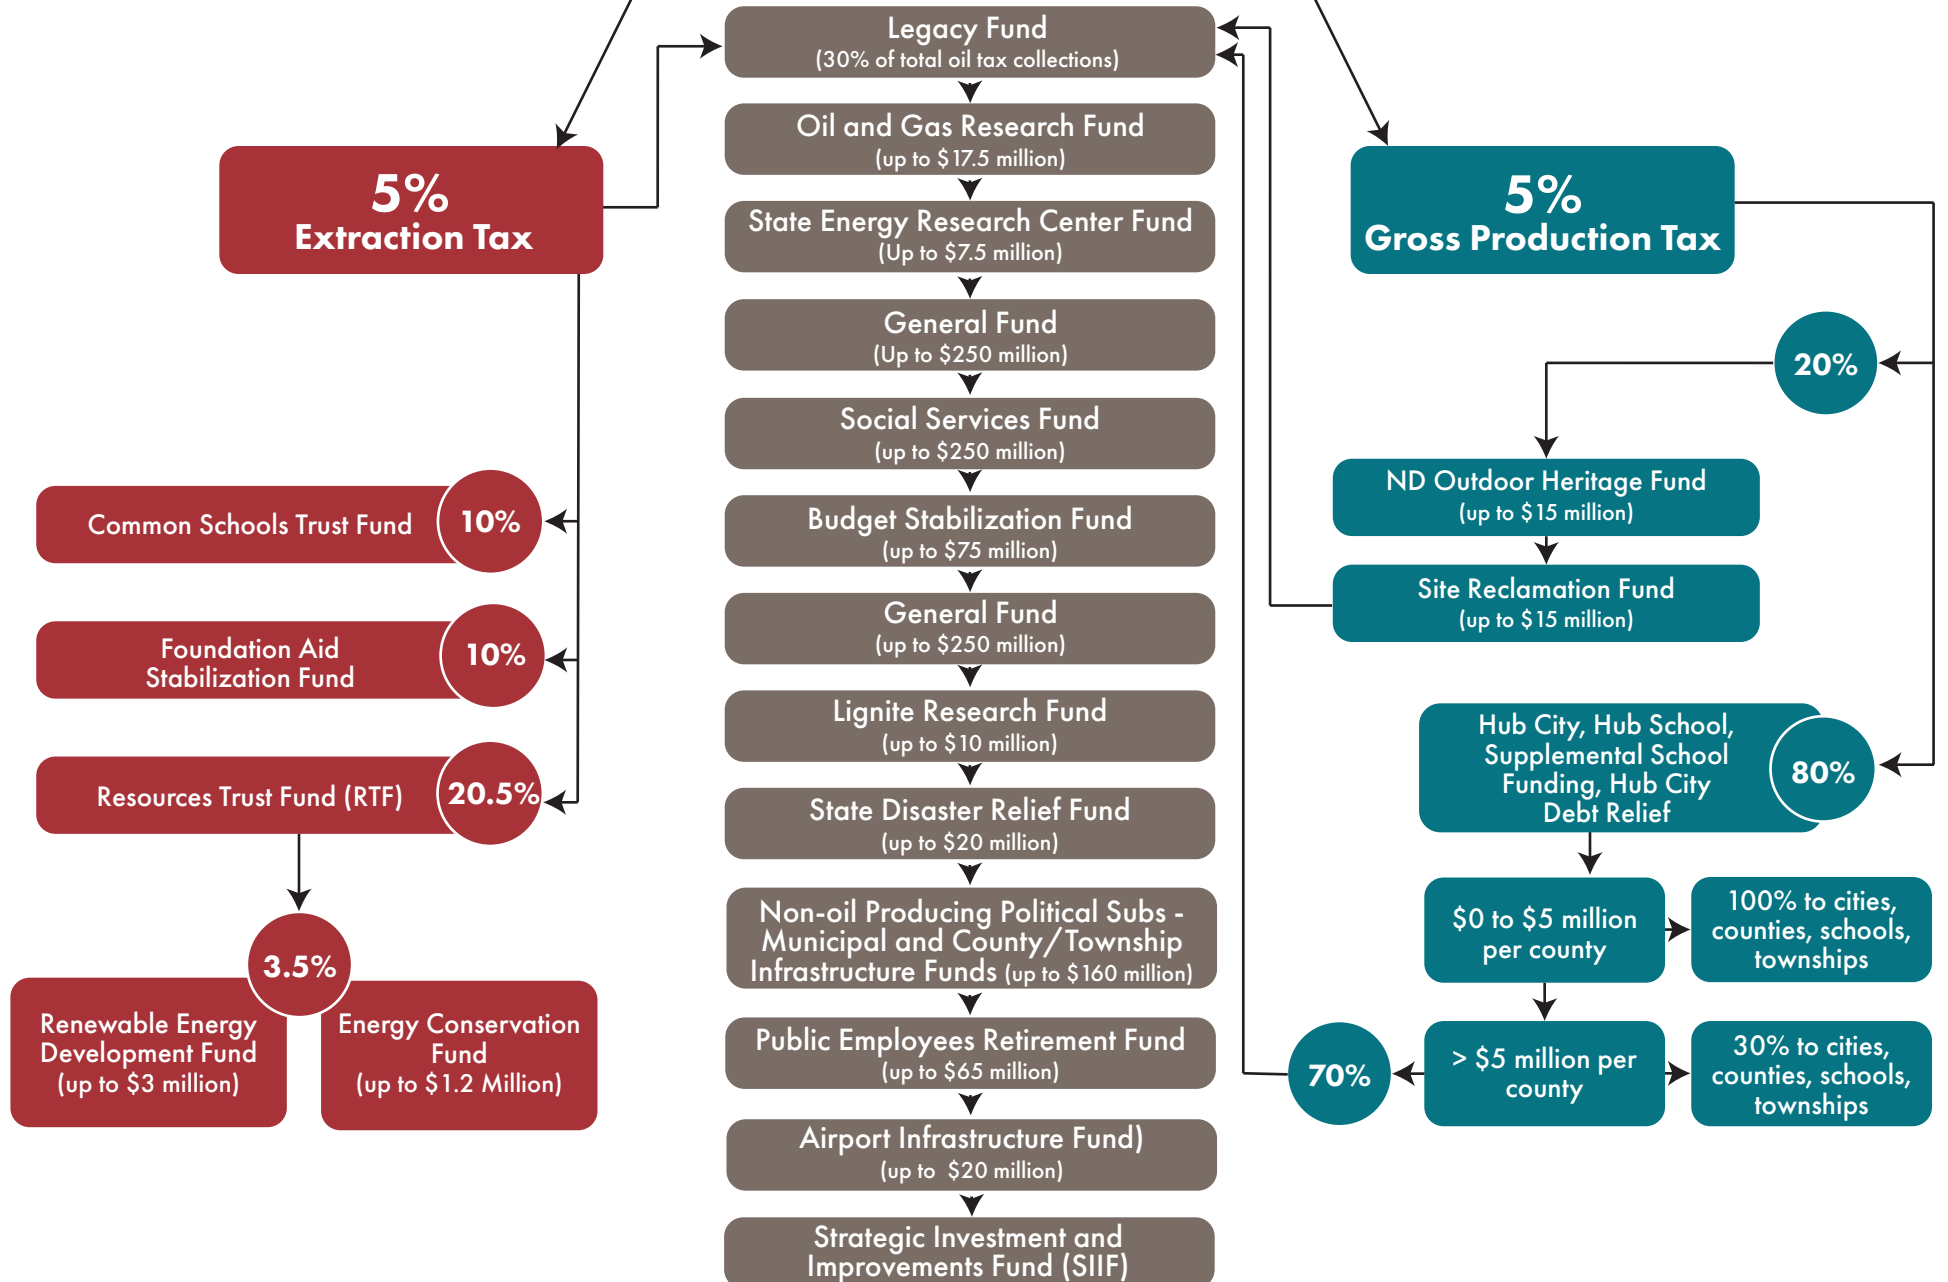 Legacy Fund
(30% of total oil tax collections)
Oil and Gas Research Fund
(up to $17.5 million)
State Energy Research Center Fund
(Up to $7.5 million)
General Fund
(Up to $250 million)
Social Services Fund
(up to $250 million)
Budget Stabilization Fund
(up to $75 million)
General Fund
(up to $250 million)
Lignite Research Fund
(up to $10 million)
State Disaster Relief Fund
(up to $20 million)
Non-oil Producing Political Subs -
Municipal and County/Township
Infrastructure Funds (up to $160 million)
Public Employees Retirement Fund
(up to $65 million)
Airport Infrastructure Fund)
(up to $20 million)
Strategic Investment and
Improvements Fund (SIIF)
5%
Extraction Tax
Common Schools Trust Fund
10%
Foundation Aid
Stabilization Fund
10%
Resources Trust Fund (RTF)
20.5%
3.5%
Renewable Energy
Development Fund
(up to $3 million)
Energy Conservation
Fund
(up to $1.2 Million)
5%
Gross Production Tax
20%
ND Outdoor Heritage Fund
(up to $15 million)
Site Reclamation Fund
(up to $15 million)
Hub City, Hub School,
Supplemental School
Funding, Hub City
Debt Relief
80%
$0 to $5 million
per county
100% to cities,
counties, schools,
townships
70%
> $5 million per
county
30% to cities,
counties, schools,
townships